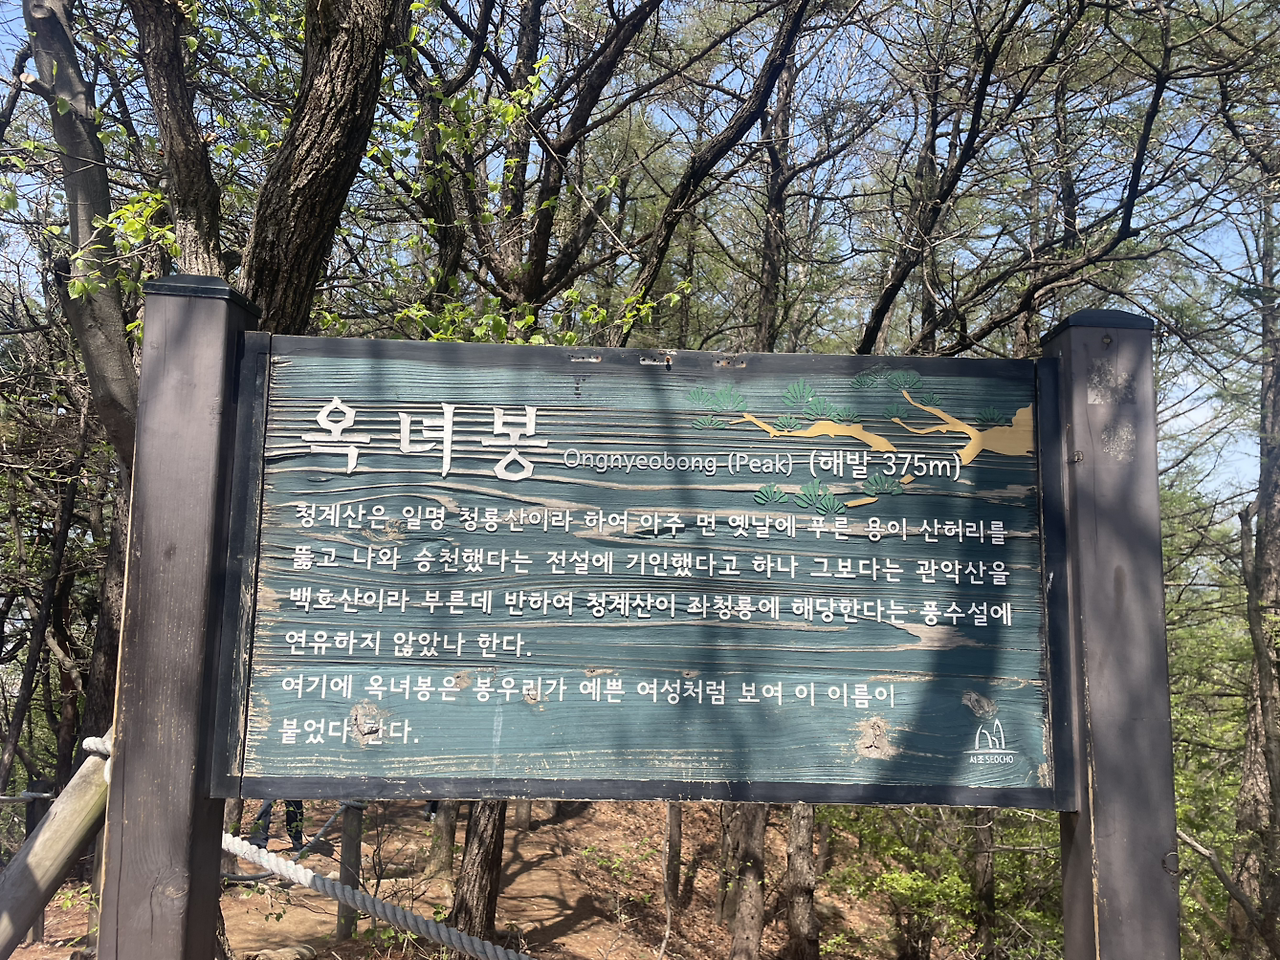 옥녀봉 Ongnyeobong (Peak) (해발 375m)
청계산은 일명 청룡산이라 하여 아주 먼 옛날에 푸른 용이 산허리를
뚫고 나와 승천했다는 전설에 기인했다고 하나 그보다는 관악산을
백호산이라 부른데 반하여 청계산이 좌청룡에 해당한다는 풍수설에
연유하지 않았나 한다.
여기에 옥녀봉은 봉우리가 예쁜 여성처럼 보여 이 이름이
붙었다 한다.
서초 SEOCHO